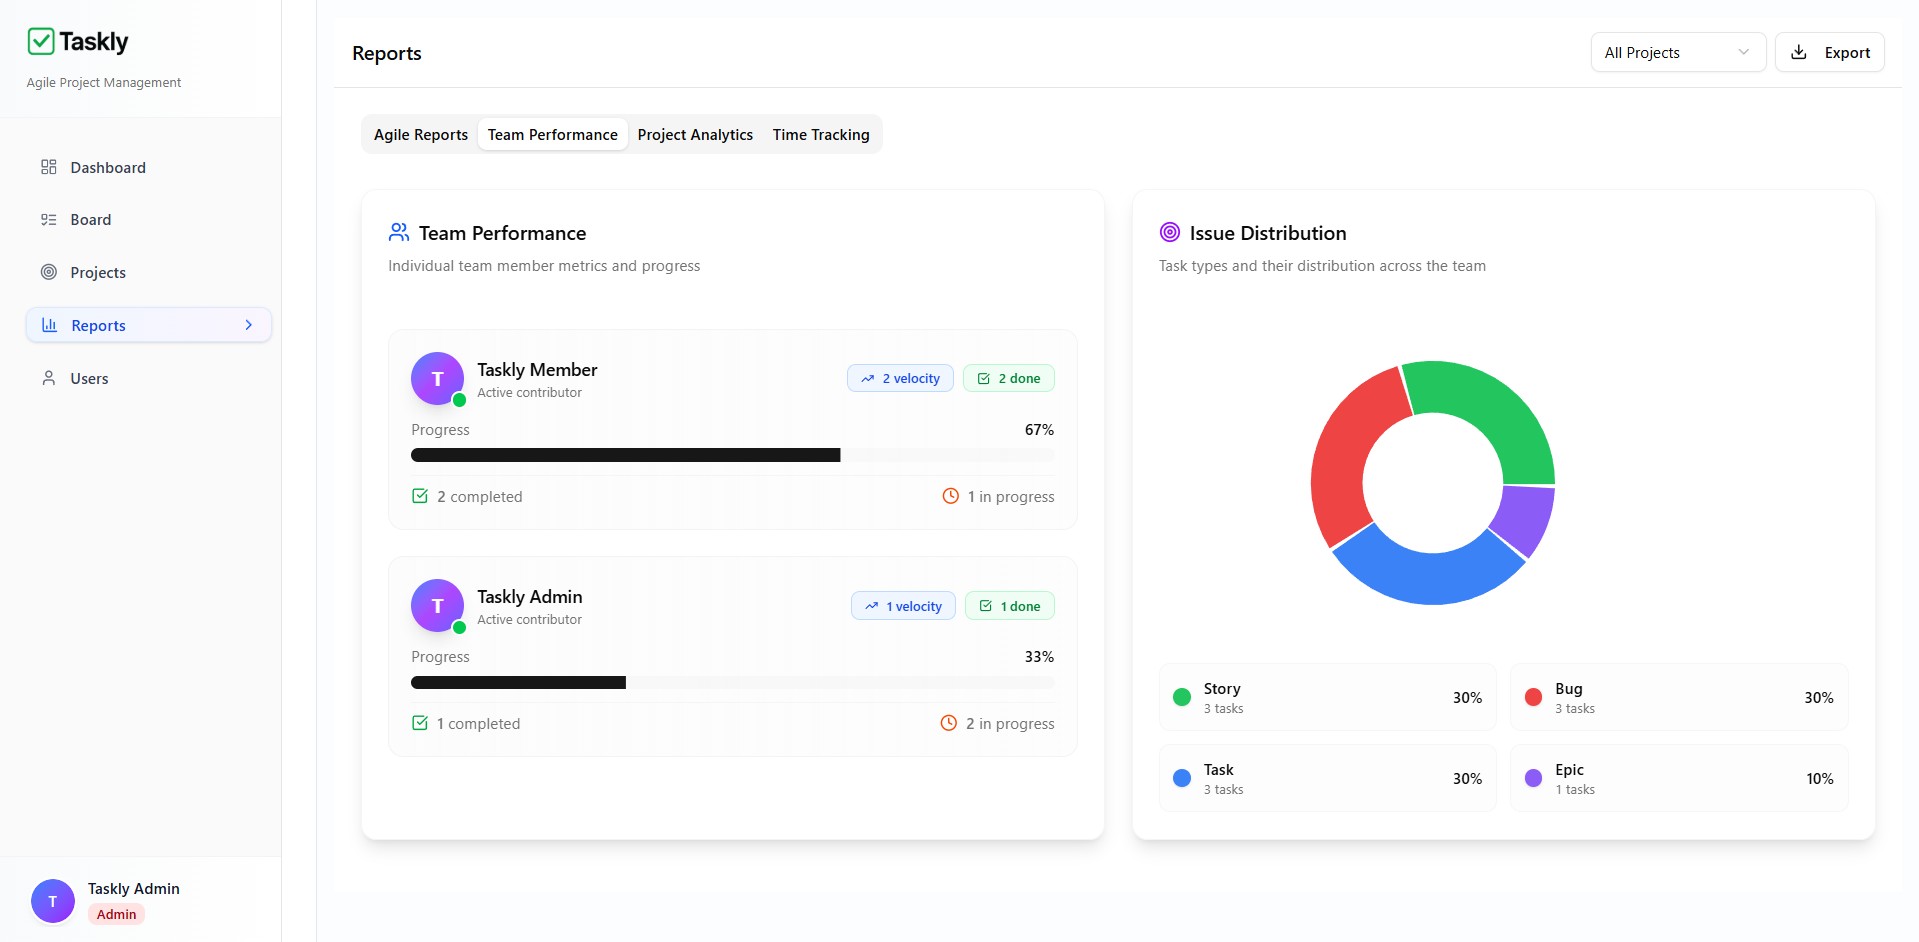 Taskly
Agile Project Management
Dashboard
Board
Projects
Reports
Users
T
Taskly Admin
Admin
Reports
All Projects
Export
Agile Reports
Team Performance
Project Analytics
Time Tracking
Team Performance
Individual team member metrics and progress
T
Taskly Member
Active contributor
2 velocity
2 done
Progress
67%
2 completed
1 in progress
T
Taskly Admin
Active contributor
1 velocity
1 done
Progress
33%
1 completed
2 in progress
Issue Distribution
Task types and their distribution across the team
Story
3 tasks
30%
Bug
3 tasks
30%
Task
3 tasks
30%
Epic
1 tasks
10%